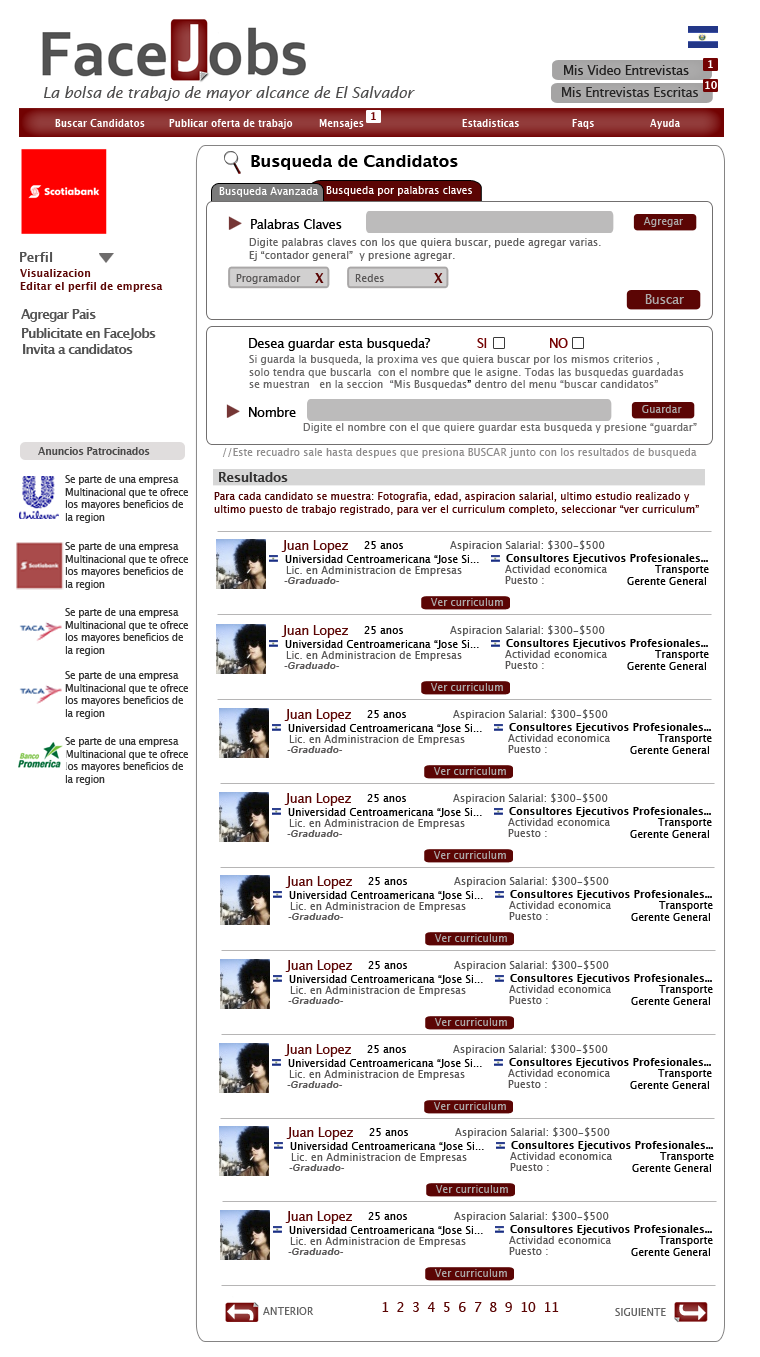 FaceJobs
La bolsa de trabajo de mayor alcance de El Salvador
Mis Video Entrevistas 1
Mis Entrevistas Escritas 10
Buscar Candidatos Publicar oferta de trabajo Mensajes 1 Estadisticas Faqs Ayuda
Scotiabank
Perfil
Visualizacion
Editar el perfil de empresa
Agregar Pais
Publicitate en FaceJobs
Invita a candidatos
Anuncios Patrocinados
Unilever
Se parte de una empresa
Multinacional que te ofrece
los mayores beneficios de
la region
Scotiabank
Se parte de una empresa
Multinacional que te ofrece
los mayores beneficios de
la region
TACA
Se parte de una empresa
Multinacional que te ofrece
los mayores beneficios de
la region
TACA
Se parte de una empresa
Multinacional que te ofrece
los mayores beneficios de
la region
Banco
Promerica
Se parte de una empresa
Multinacional que te ofrece
los mayores beneficios de
la region
Busqueda de Candidatos
Busqueda Avanzada Busqueda por palabras claves
Palabras Claves Agregar
Digite palabras claves con los que quiera buscar, puede agregar varias.
Ej “contador general” y presione agregar.
Programador X Redes X
Buscar
Desea guardar esta busqueda? SI NO
Si guarda la busqueda, la proxima ves que quiera buscar por los mismos criterios ,
solo tendra que buscarla con el nombre que le asigne. Todas las busquedas guardadas
se muestran en la seccion “Mis Busquedas” dentro del menu “buscar candidatos”
Nombre Guardar
Digite el nombre con el que quiere guardar esta busqueda y presione “guardar”
//Este recuadro sale hasta despues que presiona BUSCAR junto con los resultados de busqueda
Resultados
Para cada candidato se muestra: Fotografia, edad, aspiracion salarial, ultimo estudio realizado y
ultimo puesto de trabajo registrado, para ver el curriculum completo, seleccionar “ver curriculum”
Juan Lopez 25 anos Aspiracion Salarial: $300-$500
Universidad Centroamericana “Jose Si... Consultores Ejecutivos Profesionales...
Lic. en Administracion de Empresas Actividad economica Transporte
-Graduado- Puesto : Gerente General
Ver curriculum
Juan Lopez 25 anos Aspiracion Salarial: $300-$500
Universidad Centroamericana “Jose Si... Consultores Ejecutivos Profesionales...
Lic. en Administracion de Empresas Actividad economica Transporte
-Graduado- Puesto : Gerente General
Ver curriculum
Juan Lopez 25 anos Aspiracion Salarial: $300-$500
Universidad Centroamericana “Jose Si... Consultores Ejecutivos Profesionales...
Lic. en Administracion de Empresas Actividad economica Transporte
-Graduado- Puesto : Gerente General
Ver curriculum
Juan Lopez 25 anos Aspiracion Salarial: $300-$500
Universidad Centroamericana “Jose Si... Consultores Ejecutivos Profesionales...
Lic. en Administracion de Empresas Actividad economica Transporte
-Graduado- Puesto : Gerente General
Ver curriculum
Juan Lopez 25 anos Aspiracion Salarial: $300-$500
Universidad Centroamericana “Jose Si... Consultores Ejecutivos Profesionales...
Lic. en Administracion de Empresas Actividad economica Transporte
-Graduado- Puesto : Gerente General
Ver curriculum
Juan Lopez 25 anos Aspiracion Salarial: $300-$500
Universidad Centroamericana “Jose Si... Consultores Ejecutivos Profesionales...
Lic. en Administracion de Empresas Actividad economica Transporte
-Graduado- Puesto : Gerente General
Ver curriculum
Juan Lopez 25 anos Aspiracion Salarial: $300-$500
Universidad Centroamericana “Jose Si... Consultores Ejecutivos Profesionales...
Lic. en Administracion de Empresas Actividad economica Transporte
-Graduado- Puesto : Gerente General
Ver curriculum
Juan Lopez 25 anos Aspiracion Salarial: $300-$500
Universidad Centroamericana “Jose Si... Consultores Ejecutivos Profesionales...
Lic. en Administracion de Empresas Actividad economica Transporte
-Graduado- Puesto : Gerente General
Ver curriculum
Juan Lopez 25 anos Aspiracion Salarial: $300-$500
Universidad Centroamericana “Jose Si... Consultores Ejecutivos Profesionales...
Lic. en Administracion de Empresas Actividad economica Transporte
-Graduado- Puesto : Gerente General
Ver curriculum
ANTERIOR 1 2 3 4 5 6 7 8 9 10 11 SIGUIENTE